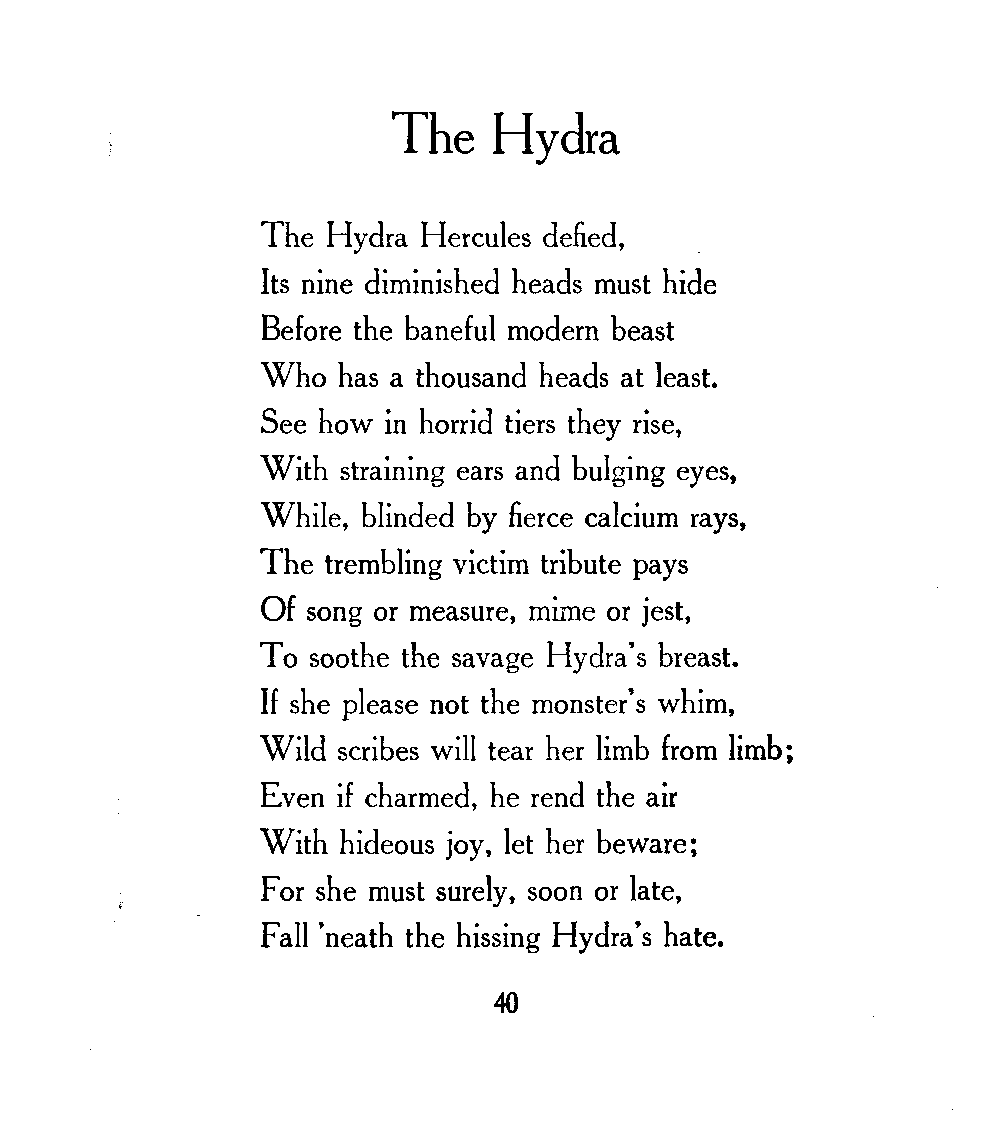 The Hydra
The Hydra Hercules defied,
Its nine diminished heads must hide
Before the baneful modern beast
Who has a thousand heads at least.
See how in horrid tiers they rise,
With straining ears and bulging eyes,
While, blinded by fierce calcium rays,
The trembling victim tribute pays
Of song or measure, mime or jest,
To soothe the savage Hydra's breast.
If she please not the monster's whim,
Wild scribes will tear her limb from limb;
Even if charmed, he rend the air
With hideous joy, let her beware;
For she must surely, soon or late,
Fall 'neath the hissing Hydra's hate.
40